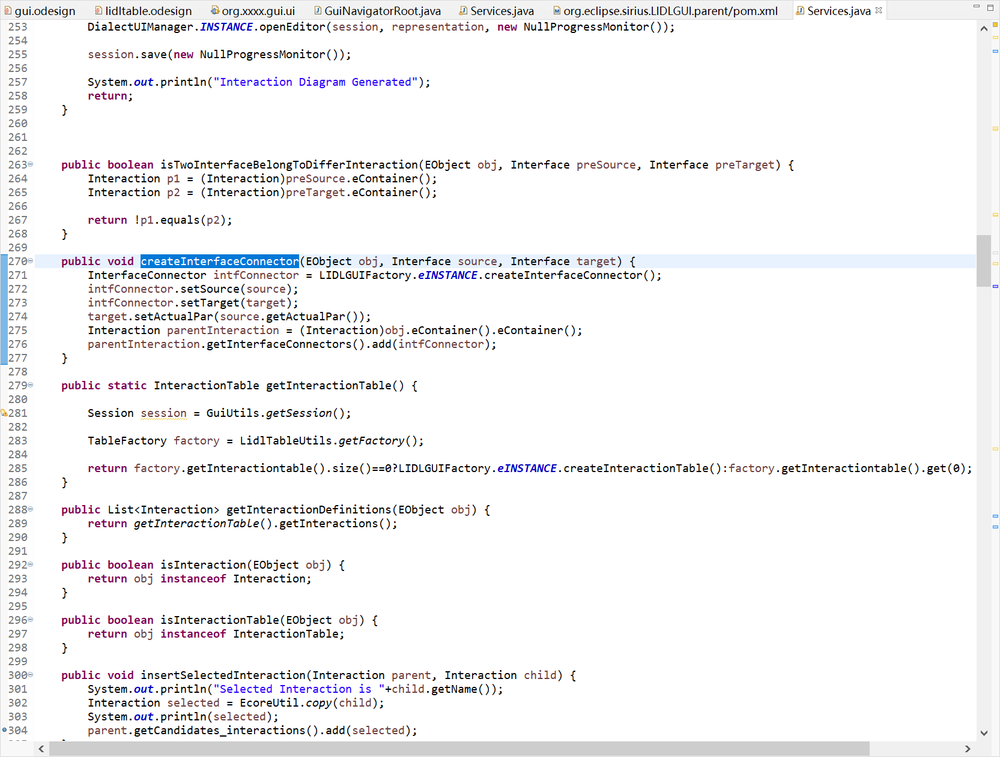 gui.odesign lidltable.odesign org.xxxx.gui.ui GuiNavigatorRoot.java Services.java org.eclipse.sirius.LIDLGUI.parent/pom.xml Services.java
253 DialectUIManager.INSTANCE.openEditor(session, representation, new NullProgressMonitor());
254
255 session.save(new NullProgressMonitor());
256
257 System.out.println("Interaction Diagram Generated");
258 return;
259 }
260
261
262
263 public boolean isTwoInterfaceBelongToDifferInteraction(EObject obj, Interface preSource, Interface preTarget) {
264 Interaction p1 = (Interaction)preSource.eContainer();
265 Interaction p2 = (Interaction)preTarget.eContainer();
266
267 return !p1.equals(p2);
268 }
269
270 public void createInterfaceConnector(EObject obj, Interface source, Interface target) {
271 InterfaceConnector intfConnector = LIDLGUIFactory.eINSTANCE.createInterfaceConnector();
272 intfConnector.setSource(source);
273 intfConnector.setTarget(target);
274 target.setActualPar(source.getActualPar());
275 Interaction parentInteraction = (Interaction)obj.eContainer().eContainer();
276 parentInteraction.getInterfaceConnectors().add(intfConnector);
277 }
278
279 public static InteractionTable getInteractionTable() {
280
281 Session session = GuiUtils.getSession();
282
283 TableFactory factory = LidlTableUtils.getFactory();
284
285 return factory.getInteractiontable().size()==0?LIDLGUIFactory.eINSTANCE.createInteractionTable():factory.getInteractiontable().get(0);
286 }
287
288 public List<Interaction> getInteractionDefinitions(EObject obj) {
289 return getInteractionTable().getInteractions();
290 }
291
292 public boolean isInteraction(EObject obj) {
293 return obj instanceof Interaction;
294 }
295
296 public boolean isInteractionTable(EObject obj) {
297 return obj instanceof InteractionTable;
298 }
299
300 public void insertSelectedInteraction(Interaction parent, Interaction child) {
301 System.out.println("Selected Interaction is "+child.getName());
302 Interaction selected = EcoreUtil.copy(child);
303 System.out.println(selected);
304 parent.getCandidates_interactions().add(selected);